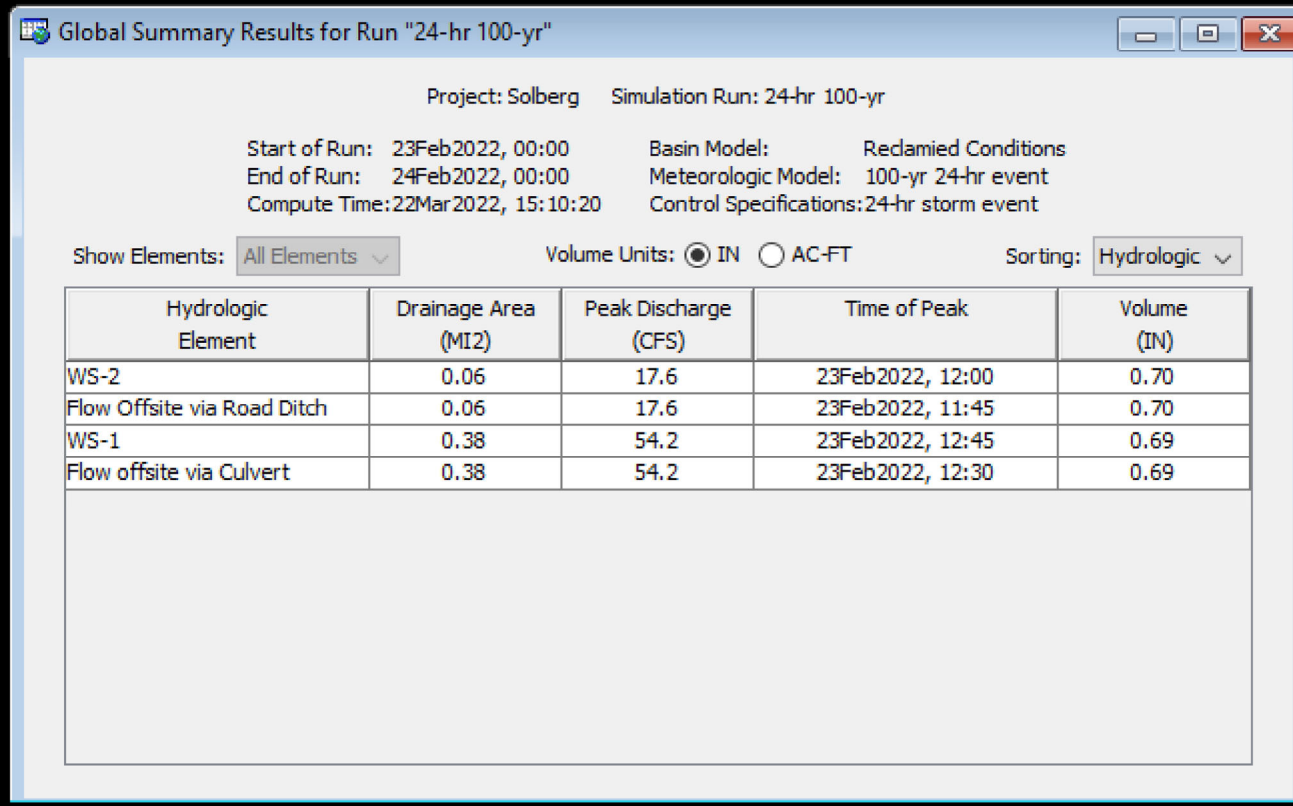 Global Summary Results for Run "24-hr 100-yr"
Project: Solberg Simulation Run: 24-hr 100-yr
Start of Run: 23Feb2022, 00:00 Basin Model: Reclamied Conditions
End of Run: 24Feb2022, 00:00 Meteorologic Model: 100-yr 24-hr event
Compute Time:22Mar2022, 15:10:20 Control Specifications:24-hr storm event
Show Elements: All Elements Volume Units: IN AC-FT Sorting: Hydrologic
Hydrologic Drainage Area Peak Discharge Time of Peak Volume
Element (MI2) (CFS) (IN)
WS-2 0.06 17.6 23Feb2022, 12:00 0.70
Flow Offsite via Road Ditch 0.06 17.6 23Feb2022, 11:45 0.70
WS-1 0.38 54.2 23Feb2022, 12:45 0.69
Flow offsite via Culvert 0.38 54.2 23Feb2022, 12:30 0.69